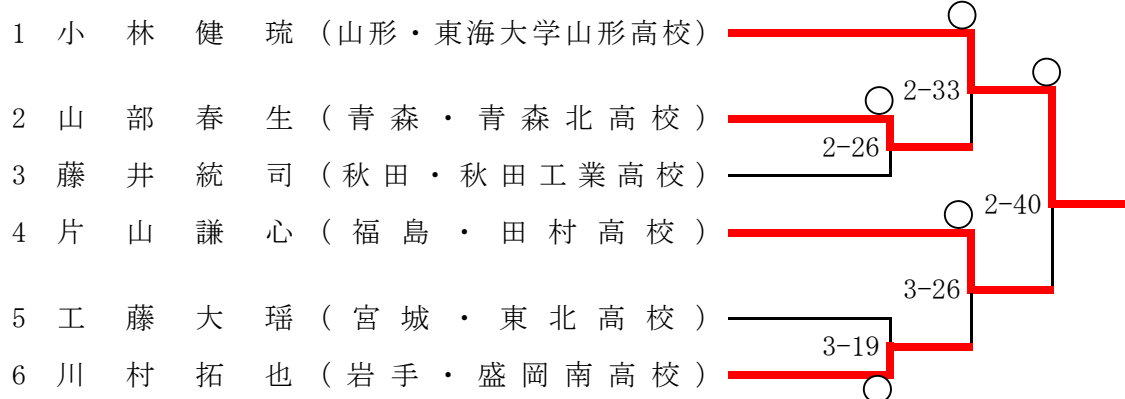 1 小林健琉(山形・東海大学山形高校)
2-33
2 山部春生(青森・青森北高校)
2-26
3 藤井統司(秋田・秋田工業高校)
2-40
4 片山謙心(福島・田村高校)
3-26
5 工藤大瑶(宮城・東北高校)
3-19
6 川村拓也(岩手・盛岡南高校)